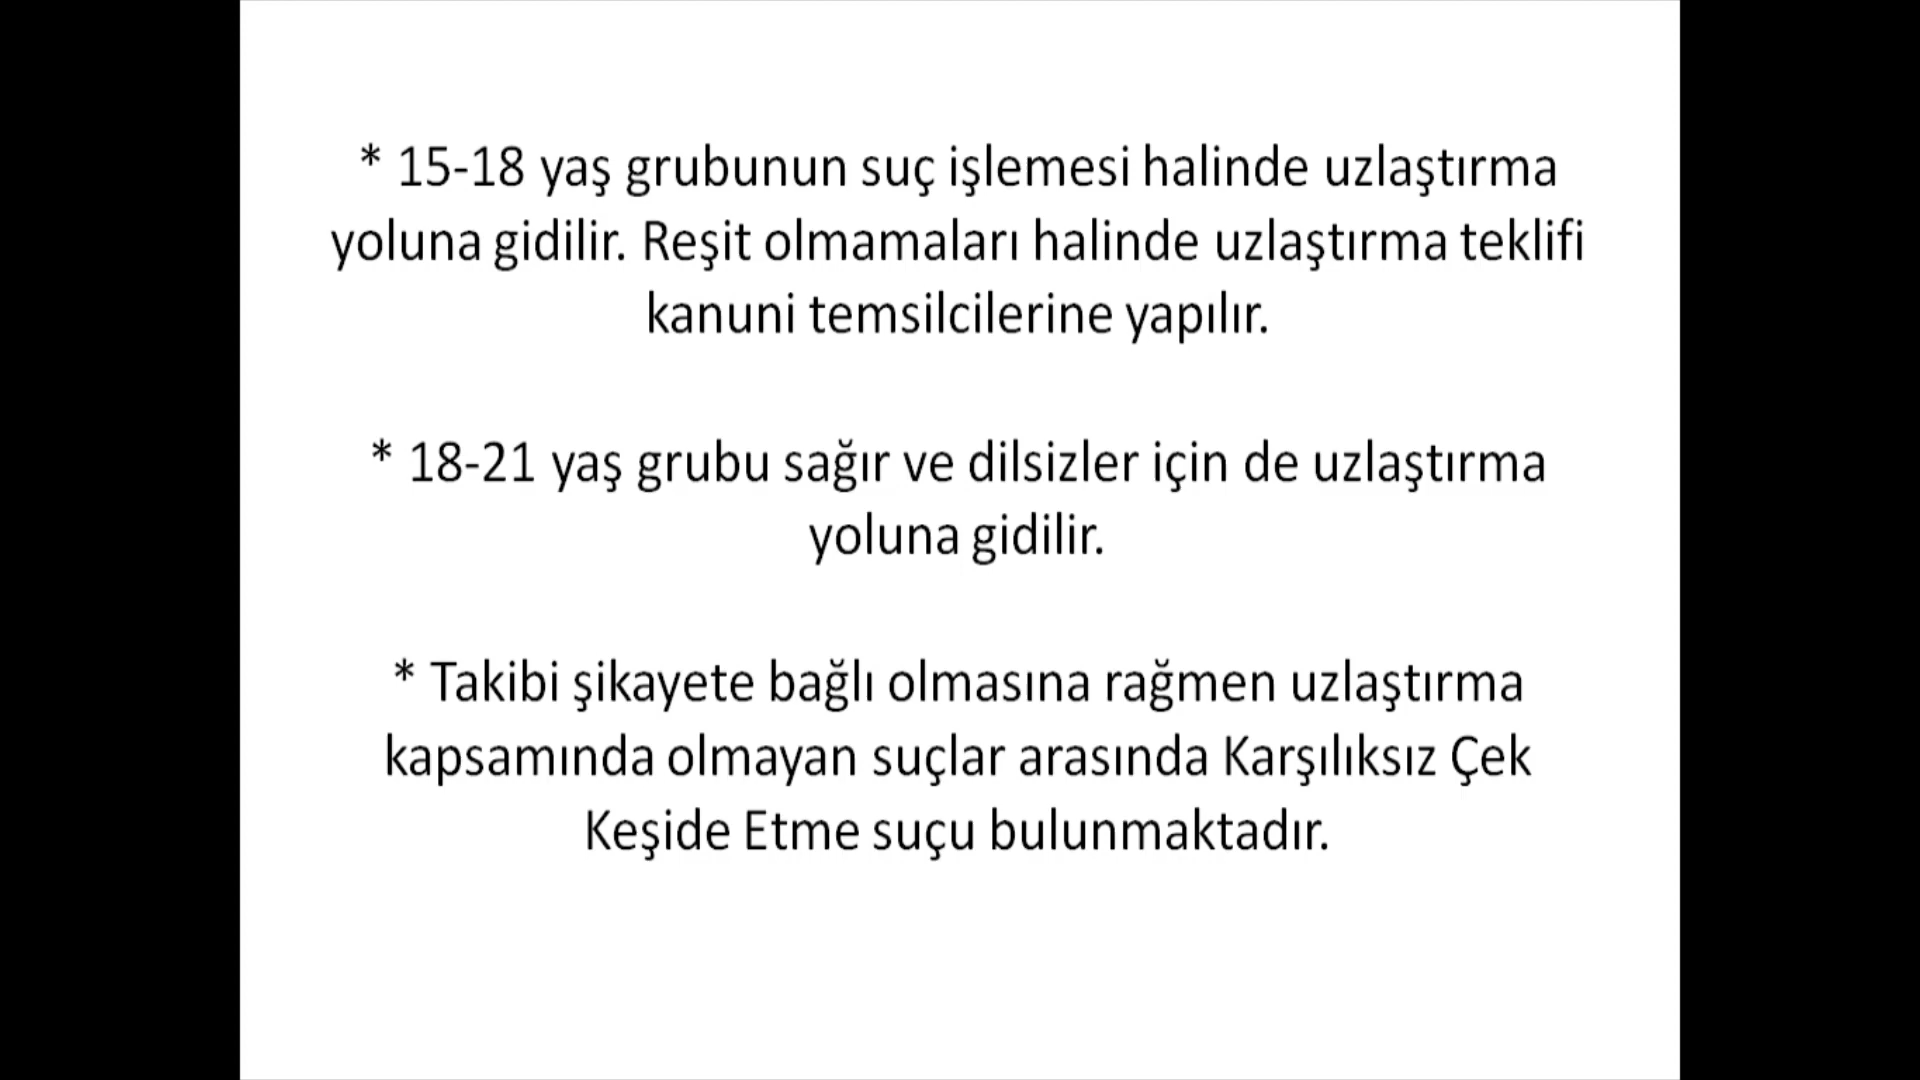 * 15-18 yaş grubunun suç işlemesi halinde uzlaştırma
yoluna gidilir. Reşit olmamaları halinde uzlaştırma teklifi
kanuni temsilcilerine yapılır.
* 18-21 yaş grubu sağır ve dilsizler için de uzlaştırma
yoluna gidilir.
* Takibi şikayete bağlı olmasına rağmen uzlaştırma
kapsamında olmayan suçlar arasında Karşılıksız Çek
Keşide Etme suçu bulunmaktadır.